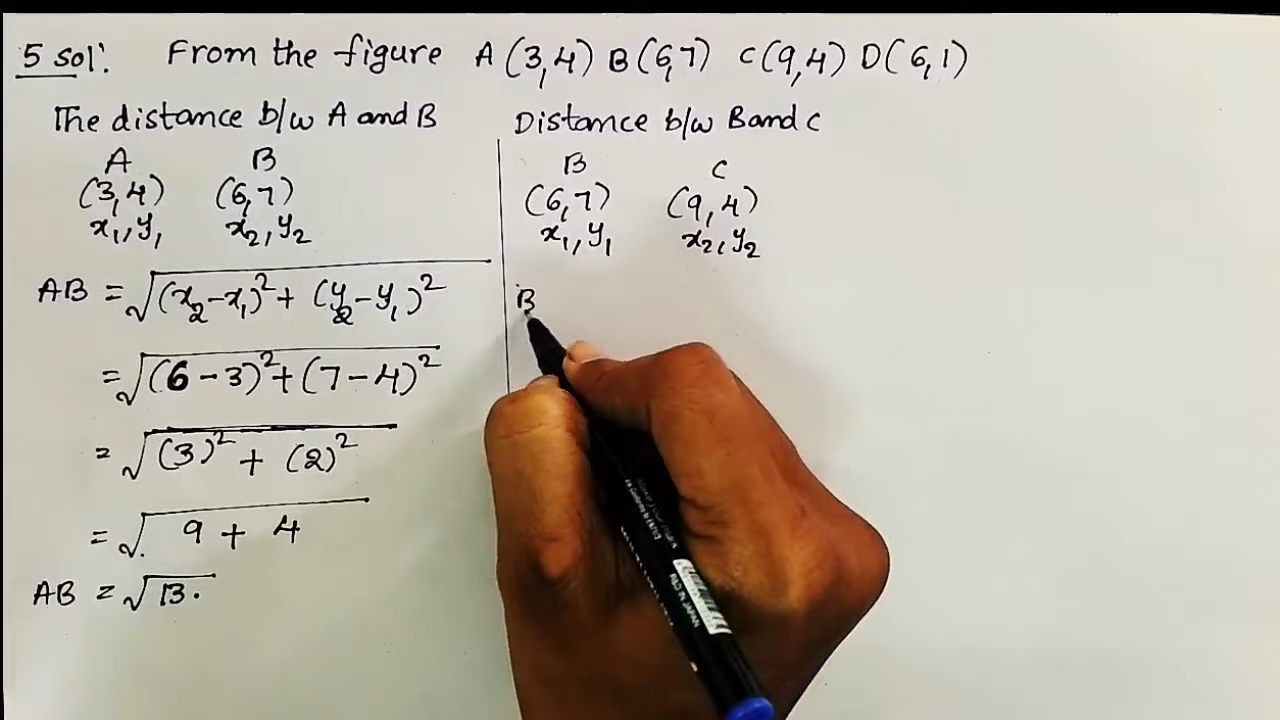 5 Sol: From the figure A (3,4) B(6,7) C(9,4) D(6,1)
The distance b/w A and B
A B
(3,4) (6,7)
x₁,y₁ x₂,y₂
AB = √(x₂-x₁)² + (y₂-y₁)²
= √(6-3)² + (7-4)²
= √(3)² + (2)²
= √ 9 + 4
AB = √13.
Distance b/w B and C
B C
(6,7) (9,4)
x₁,y₁ x₂,y₂
B